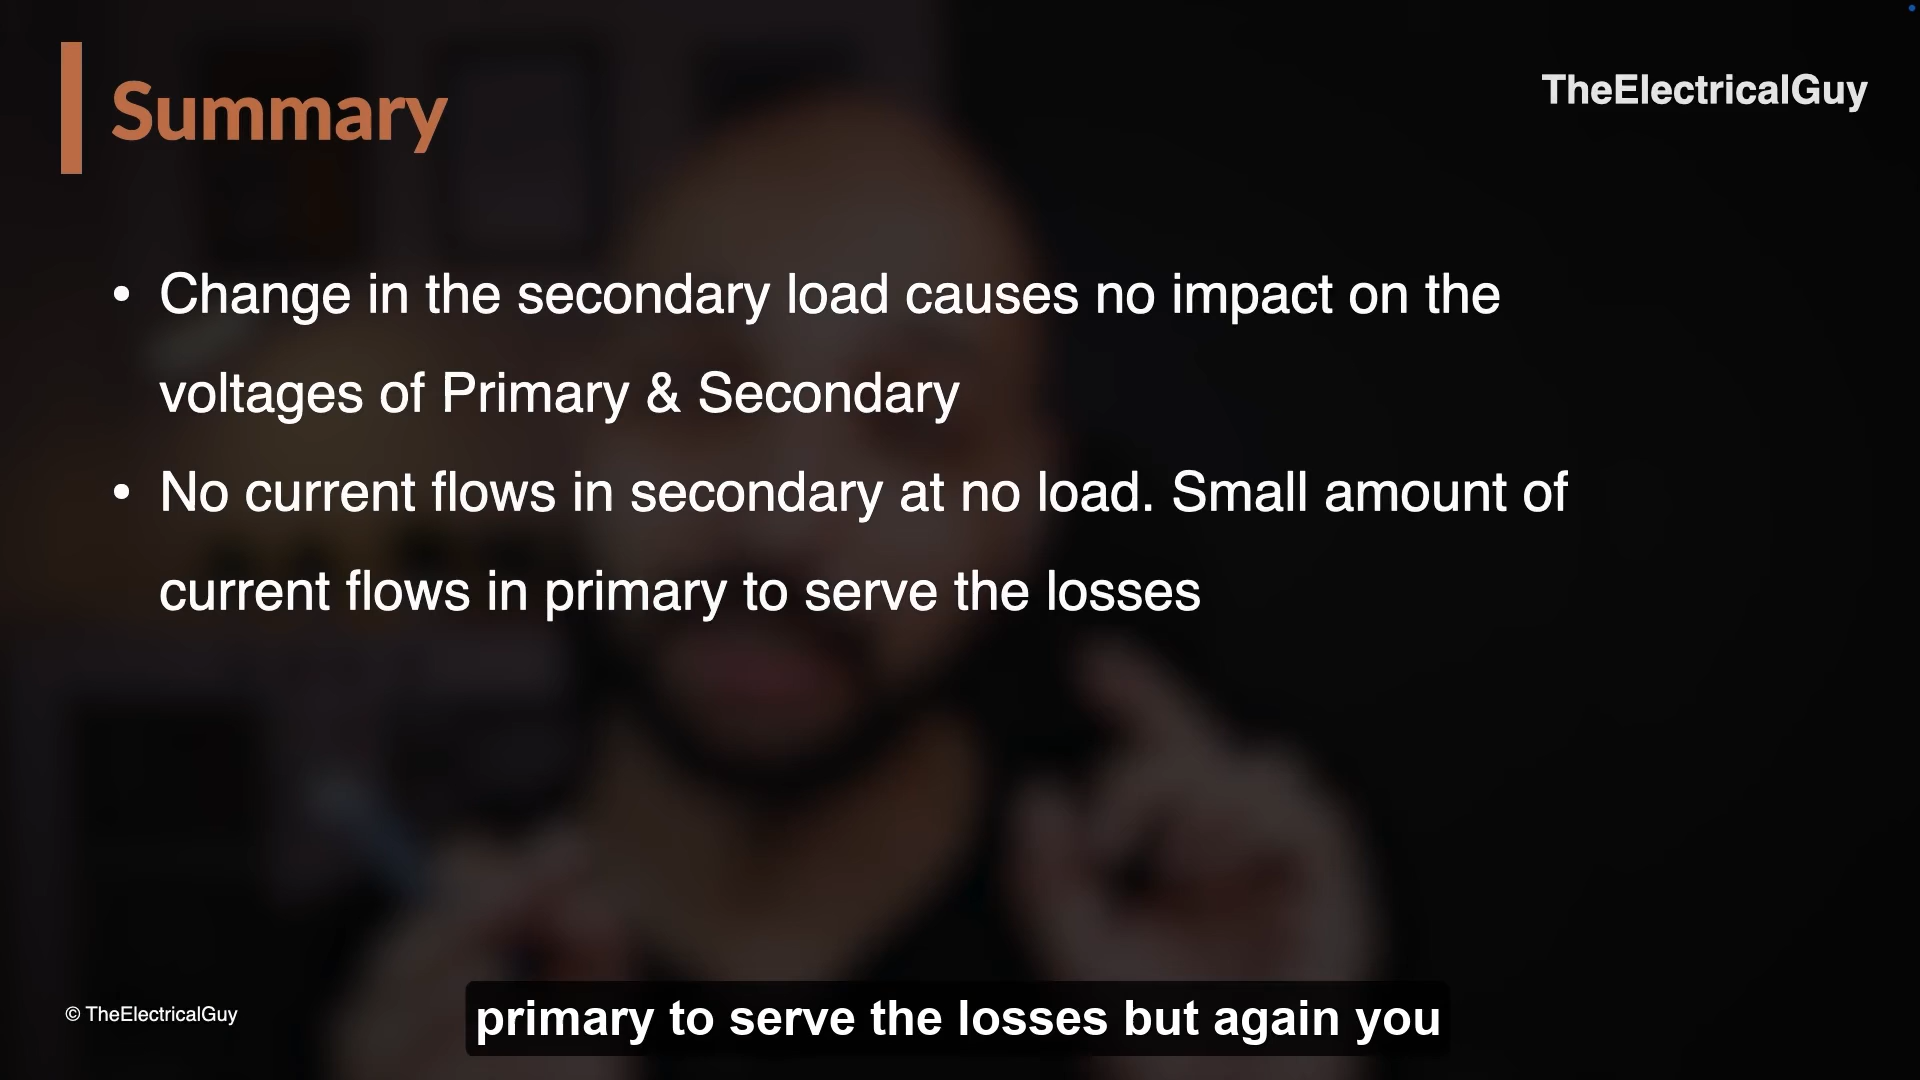 Summary
TheElectricalGuy
• Change in the secondary load causes no impact on the
voltages of Primary & Secondary
• No current flows in secondary at no load. Small amount of
current flows in primary to serve the losses
© TheElectricalGuy
primary to serve the losses but again you